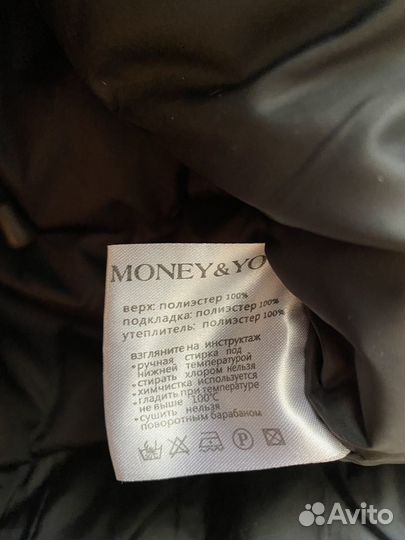 MONEY&YO
верх: полиэстер 100%
подкладка: полиэстер 100%
утеплитель: полиэстер 100%
взгляните на инструктаж
• ручная стирка под
нижней температурой
• стирать хлором нельзя
• химчистка используется
• гладить при температуре
не выше 100°C
• сушить нельзя
поворотным барабаном
P
Avito